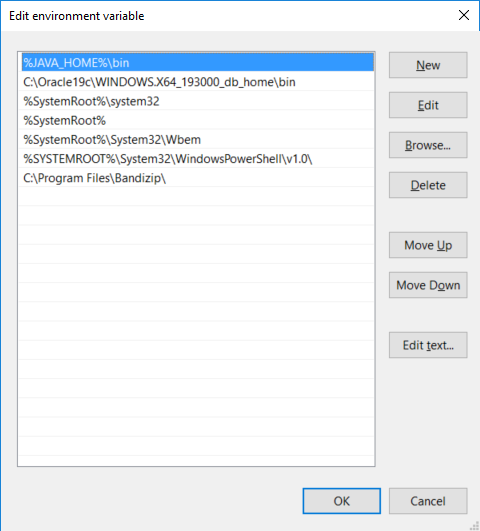 Edit environment variable
%JAVA_HOME%\bin
C:\Oracle19c\WINDOWS.X64_193000_db_home\bin
%SystemRoot%\system32
%SystemRoot%
%SystemRoot%\System32\Wbem
%SYSTEMROOT%\System32\WindowsPowerShell\v1.0\
C:\Program Files\Bandizip\
New
Edit
Browse...
Delete
Move Up
Move Down
Edit text...
OK
Cancel